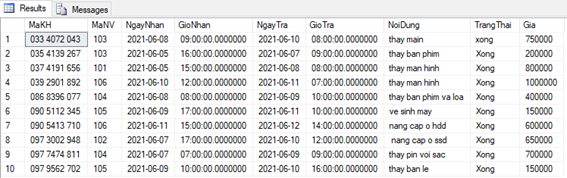 Results Messages
MaKH MaNV NgayNhan GioNhan NgayTra GioTra NoiDung TrangThai Gia
1 033 4072 043 103 2021-06-08 09:00:00.0000000 2021-06-10 08:00:00.0000000 thay main xong 750000
2 035 4139 267 103 2021-06-05 16:00:00.0000000 2021-06-07 09:00:00.0000000 thay ban phim Xong 200000
3 037 4191 656 101 2021-06-05 15:00:00.0000000 2021-06-08 08:00:00.0000000 thay man hinh Xong 800000
4 039 2901 892 106 2021-06-10 12:00:00.0000000 2021-06-11 07:00:00.0000000 thay man hinh Xong 1000000
5 086 8396 077 104 2021-06-08 08:00:00.0000000 2021-06-09 10:00:00.0000000 thay ban phim va loa Xong 400000
6 090 5112 345 105 2021-06-09 17:00:00.0000000 2021-06-11 10:00:00.0000000 ve sinh may Xong 150000
7 090 5413 710 106 2021-06-11 15:00:00.0000000 2021-06-12 14:00:00.0000000 nang cap o hdd Xong 600000
8 097 3002 948 102 2021-06-07 17:00:00.0000000 2021-06-10 12:00:00.0000000 nang cap o ssd Xong 650000
9 097 7474 811 104 2021-06-07 07:00:00.0000000 2021-06-09 09:00:00.0000000 thay pin voi sac Xong 700000
10 097 9562 702 105 2021-06-09 10:00:00.0000000 2021-06-10 16:00:00.0000000 thay ban le Xong 150000